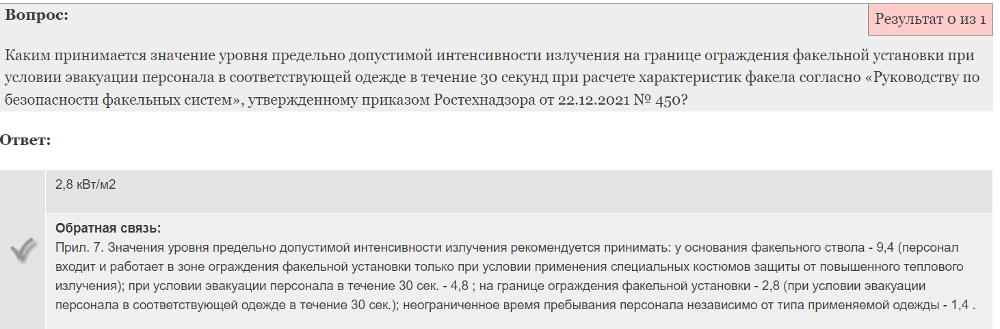 Вопрос:
Результат 0 из 1
Каким принимается значение уровня предельно допустимой интенсивности излучения на границе ограждения факельной установки при
условии эвакуации персонала в соответствующей одежде в течение 30 секунд при расчете характеристик факела согласно «Руководству по
безопасности факельных систем», утвержденному приказом Ростехнадзора от 22.12.2021 № 450?
Ответ:
2,8 кВт/м2
Обратная связь:
Прил. 7. Значения уровня предельно допустимой интенсивности излучения рекомендуется принимать: у основания факельного ствола - 9,4 (персонал
входит и работает в зоне ограждения факельной установки только при условии применения специальных костюмов защиты от повышенного теплового
излучения); при условии эвакуации персонала в течение 30 сек. - 4,8 ; на границе ограждения факельной установки - 2,8 (при условии эвакуации
персонала в соответствующей одежде в течение 30 сек.); неограниченное время пребывания персонала независимо от типа применяемой одежды - 1,4 .